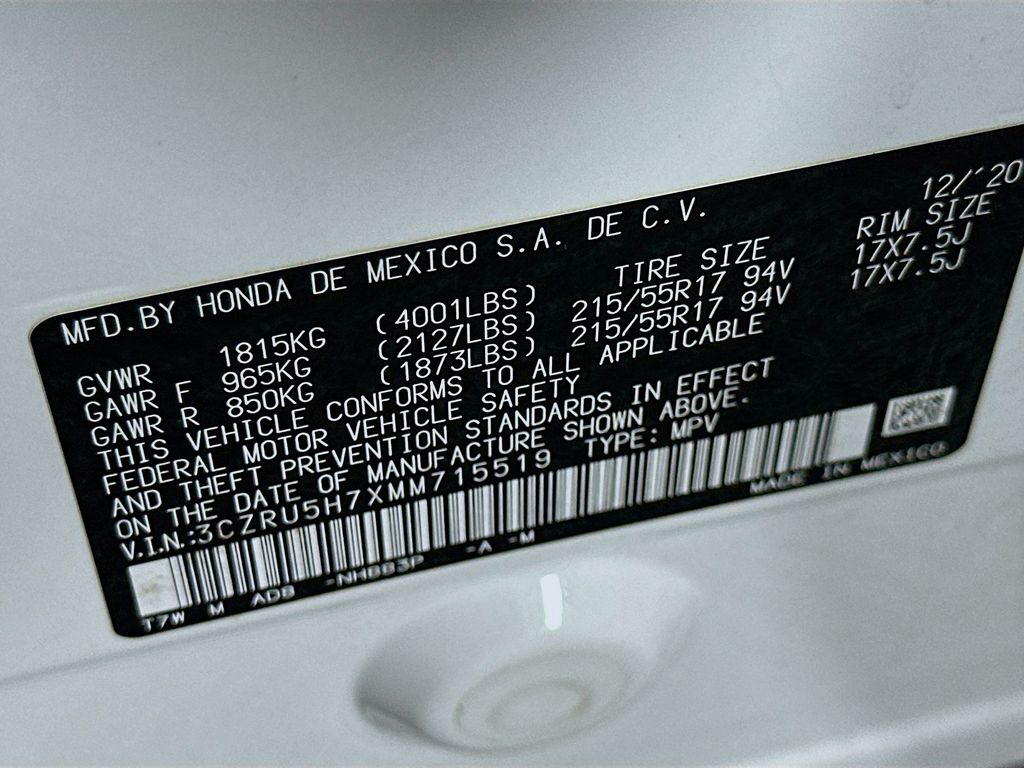 12/'20
MFD.BY HONDA DE MEXICO S.A. DE C.V.
TIRE SIZE RIM SIZE
GVWR 1815KG (4001LBS)
GAWR F 965KG (2127LBS) 215/55R17 94V 17X7.5J
GAWR R 850KG (1873LBS) 215/55R17 94V 17X7.5J
THIS VEHICLE CONFORMS TO ALL APPLICABLE
FEDERAL MOTOR VEHICLE SAFETY
AND THEFT PREVENTION STANDARDS IN EFFECT
ON THE DATE OF MANUFACTURE SHOWN ABOVE.
V.I.N.:3CZRU5H7XMM715519 TYPE: MPV
MADE IN MEXICO
T7W M ADB -NH883P -A -M